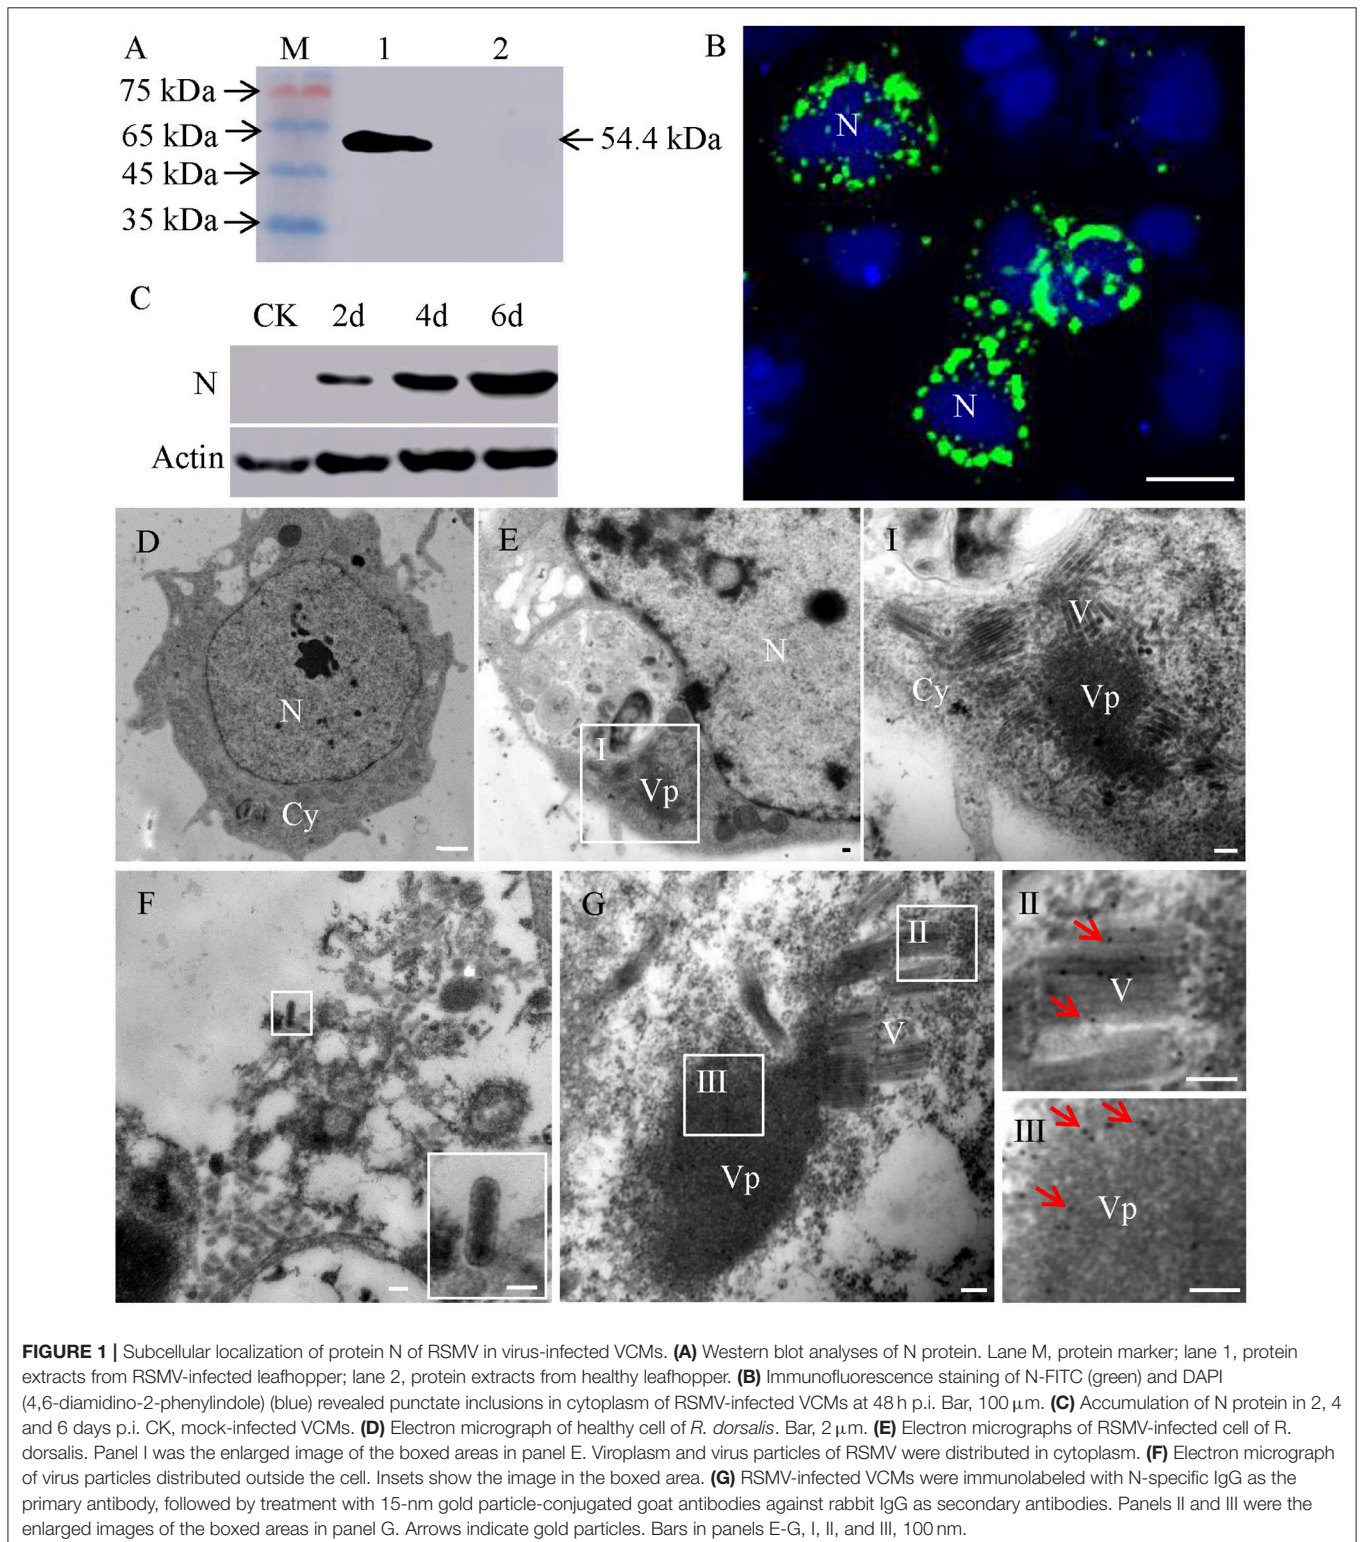 A
M
1
2
75 kDa
65 kDa
45 kDa
35 kDa
54.4 kDa
B
N
N
C
CK
2d
4d
6d
N
Actin
D
N
Cy
E
N
I
Vp
I
V
Cy
Vp
F
G
II
V
III
Vp
II
V
III
Vp
FIGURE 1 | Subcellular localization of protein N of RSMV in virus-infected VCMs. (A) Western blot analyses of N protein. Lane M, protein marker; lane 1, protein
extracts from RSMV-infected leafhopper; lane 2, protein extracts from healthy leafhopper. (B) Immunofluorescence staining of N-FITC (green) and DAPI
(4,6-diamidino-2-phenylindole) (blue) revealed punctate inclusions in cytoplasm of RSMV-infected VCMs at 48 h p.i. Bar, 100 μm. (C) Accumulation of N protein in 2, 4
and 6 days p.i. CK, mock-infected VCMs. (D) Electron micrograph of healthy cell of R. dorsalis. Bar, 2 μm. (E) Electron micrographs of RSMV-infected cell of R.
dorsalis. Panel I was the enlarged image of the boxed areas in panel E. Viroplasm and virus particles of RSMV were distributed in cytoplasm. (F) Electron micrograph
of virus particles distributed outside the cell. Insets show the image in the boxed area. (G) RSMV-infected VCMs were immunolabeled with N-specific IgG as the
primary antibody, followed by treatment with 15-nm gold particle-conjugated goat antibodies against rabbit IgG as secondary antibodies. Panels II and III were the
enlarged images of the boxed areas in panel G. Arrows indicate gold particles. Bars in panels E-G, I, II, and III, 100 nm.